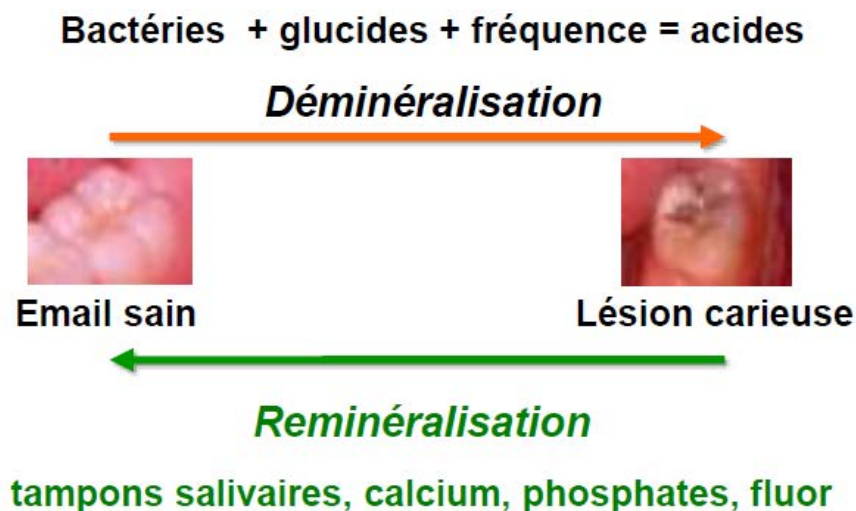 Bactéries + glucides + fréquence = acides
Déminéralisation
Email sain
Lésion carieuse
Reminéralisation
tampons salivaires, calcium, phosphates, fluor